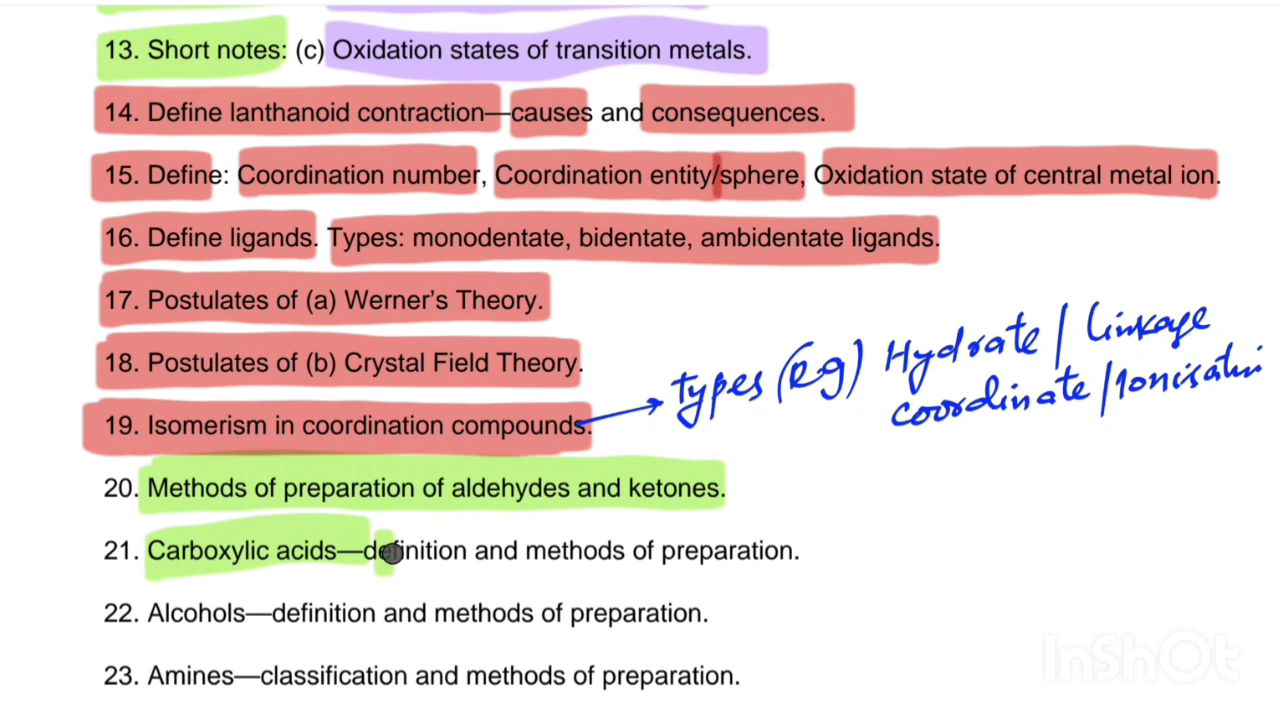 13. Short notes: (c) Oxidation states of transition metals.
14. Define lanthanoid contraction—causes and consequences.
15. Define: Coordination number, Coordination entity/sphere, Oxidation state of central metal ion.
16. Define ligands. Types: monodentate, bidentate, ambidentate ligands.
17. Postulates of (a) Werner's Theory.
18. Postulates of (b) Crystal Field Theory.
19. Isomerism in coordination compounds.
Types (eg) Hydrate / linkage
coordinate / Ionisation
20. Methods of preparation of aldehydes and ketones.
21. Carboxylic acids—definition and methods of preparation.
22. Alcohols—definition and methods of preparation.
23. Amines—classification and methods of preparation.
InShOt